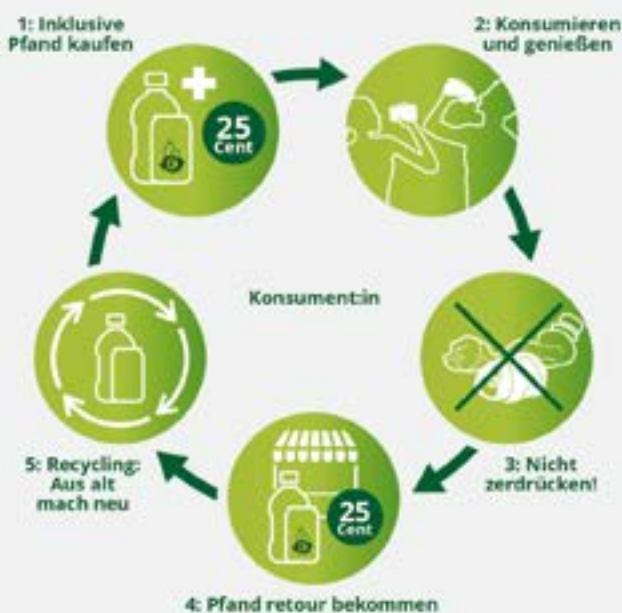 1: Inklusive
Pfand kaufen
25
Cent
2: Konsumieren
und genießen
Konsument:in
3: Nicht
zerdrücken!
25
Cent
4: Pfand retour bekommen
5: Recycling:
Aus alt
mach neu